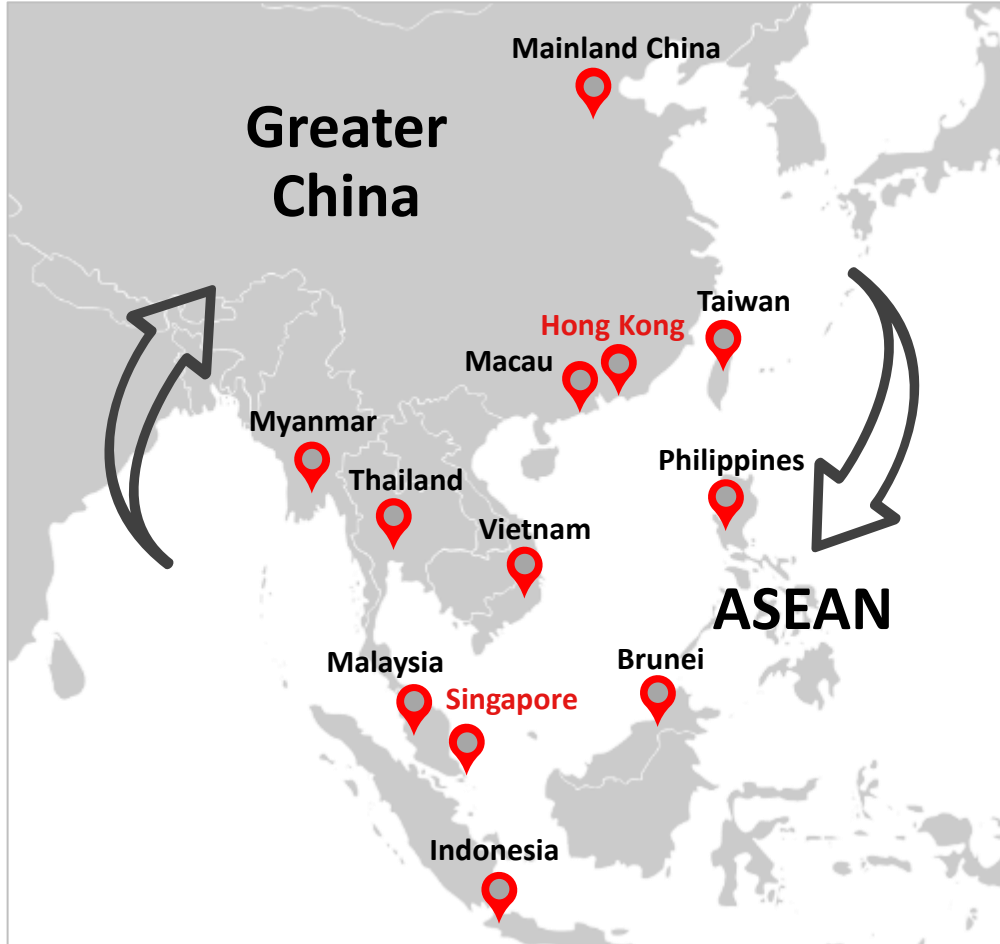 Mainland China
Greater
China
Taiwan
Hong Kong
Macau
Myanmar
Philippines
Thailand
Vietnam
ASEAN
Brunei
Malaysia
Singapore
Indonesia